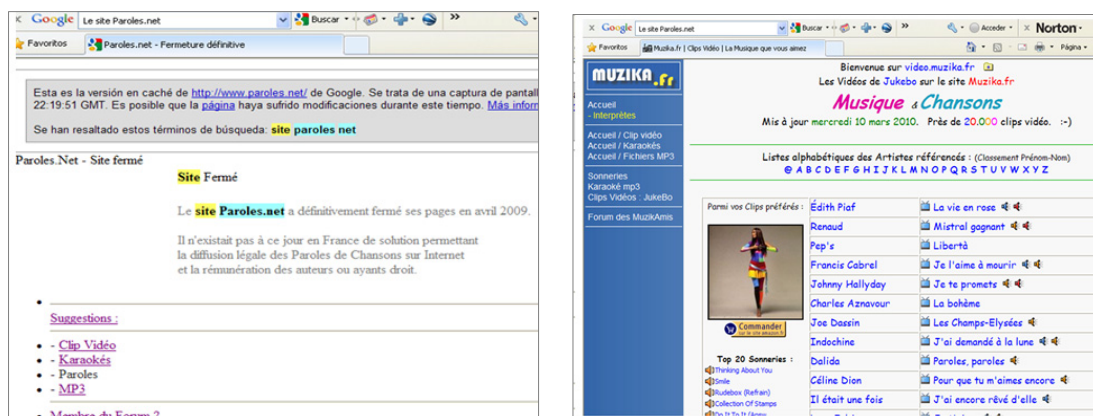 Google Le site Paroles.net Buscar
Favoritos Paroles.net - Fermeture définitive
Esta es la versión en caché de http://www.paroles.net/ de Google. Se trata de una captura de pantall
22:19:51 GMT. Es posible que la página haya sufrido modificaciones durante este tiempo. Más inform
Se han resaltado estos términos de búsqueda: site paroles net
Paroles.Net - Site fermé
Site Fermé
Le site Paroles.net a définitivement fermé ses pages en avril 2009.
Il n'existait pas à ce jour en France de solution permettant
la diffusion légale des Paroles de Chansons sur Internet
et la rémunération des auteurs ou ayants droit.
Suggestions :
- Clip Vidéo
- Karaokés
- Paroles
- MP3
- Membre du Forum ?
Google Le site Paroles.net Buscar Acceder Norton
Favoritos Muzika.fr | Clips Vidéo | La Musique que vous aimez Página
MUZIKA.fr
Accueil
- Interprètes
Accueil / Clip vidéo
Accueil / Karaokés
Accueil / Fichiers MP3
Sonneries
Karaoké mp3
Clips Vidéos : JukeBo
Forum des MuzikAmis
Bienvenue sur video.muzika.fr
Les Vidéos de Jukebo sur le site Muzika.fr
Musique & Chansons
Mis à jour mercredi 10 mars 2010. Près de 20.000 clips vidéo. :-)
Listes alphabétiques des Artistes référencés : (Classement Prénom-Nom)
@ A B C D E F G H I J K L M N O P Q R S T U V W X Y Z
Parmi vos Clips préférés :
Commander
sur le site amazon.fr
Top 20 Sonneries :
Thinking About You
Smile
Rudebox (Refrain)
Collection Of Stamps
Édith Piaf La vie en rose
Renaud Mistral gagnant
Pep's Libertà
Francis Cabrel Je l'aime à mourir
Johnny Hallyday Je te promets
Charles Aznavour La bohème
Joe Dassin Les Champs-Elysées
Indochine J'ai demandé à la lune
Dalida Paroles, paroles
Céline Dion Pour que tu m'aimes encore
Il était une fois J'ai encore rêvé d'elle